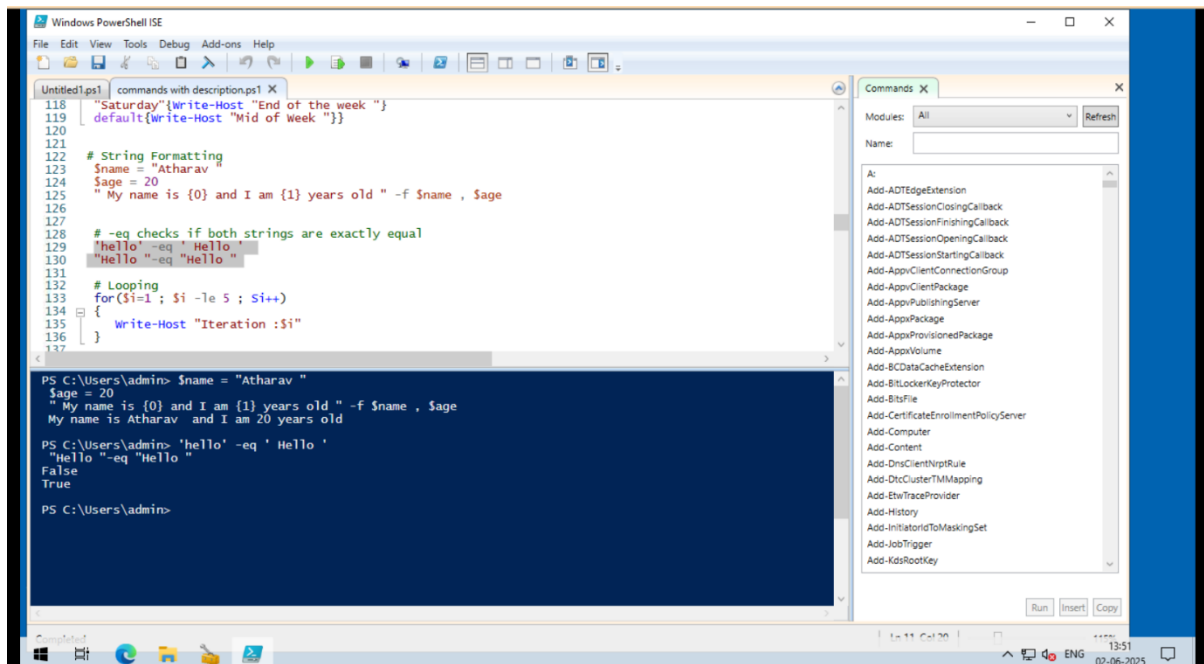 Windows PowerShell ISE
File Edit View Tools Debug Add-ons Help
Untitled1.ps1 commands with description.ps1 X
118 "Saturday"{Write-Host "End of the week "}
119 default{Write-Host "Mid of Week "}}
120
121
122 # String Formatting
123 $name = "Atharav "
124 $age = 20
125 " My name is {0} and I am {1} years old " -f $name , $age
126
127
128 # -eq checks if both strings are exactly equal
129 'hello' -eq ' Hello '
130 "Hello "-eq "Hello "
131
132 # Looping
133 for($i=1 ; $i -le 5 ; $i++)
134 {
135 Write-Host "Iteration :$i"
136 }
137
PS C:\Users\admin> $name = "Atharav "
$age = 20
" My name is {0} and I am {1} years old " -f $name , $age
My name is Atharav  and I am 20 years old
PS C:\Users\admin> 'hello' -eq ' Hello '
"Hello "-eq "Hello "
False
True
PS C:\Users\admin>
Completed
Commands X
Modules: All Refresh
Name:
A:
Add-ADTEdgeExtension
Add-ADTSessionClosingCallback
Add-ADTSessionFinishingCallback
Add-ADTSessionOpeningCallback
Add-ADTSessionStartingCallback
Add-AppvClientConnectionGroup
Add-AppvClientPackage
Add-AppvPublishingServer
Add-AppxPackage
Add-AppxProvisionedPackage
Add-AppxVolume
Add-BCDataCacheExtension
Add-BitLockerKeyProtector
Add-BitsFile
Add-CertificateEnrollmentPolicyServer
Add-Computer
Add-Content
Add-DnsClientNrptRule
Add-DtcClusterTMMapping
Add-EtwTraceProvider
Add-History
Add-InitiatorIdToMaskingSet
Add-JobTrigger
Add-KdsRootKey
Run Insert Copy
Ln 11 Col 20
ENG
13:51
02-06-2025